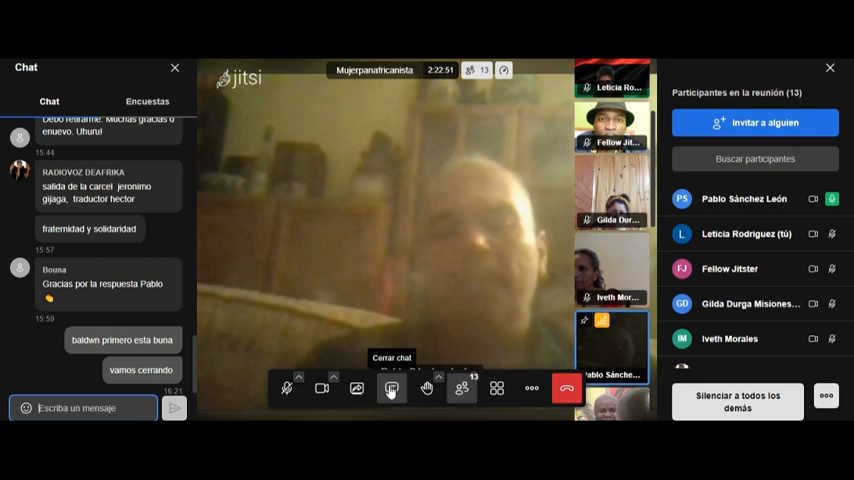 Chat
Chat
Encuestas
Debo retirarme. Muchas gracias d
enuevo. Uhuru!
15:44
RADIOVOZ DEAFRIKA
salida de la carcel jeronimo
gijaga, traductor hector
fraternidad y solidaridad
15:57
Bouna
Gracias por la respuesta Pablo
15:59
baldwn primero esta buna
vamos cerrando
16:21
Escriba un mensaje
jitsi
Mujerpanafricanista
2:22:51
13
Cerrar chat
13
Leticia Ro...
Fellow Jit...
Gilda Dur...
Iveth Mor...
Pablo Sánche...
Participantes en la reunión (13)
Invitar a alguien
Buscar participantes
PS
Pablo Sánchez León
L
Leticia Rodriguez (tú)
FJ
Fellow Jitster
GD
Gilda Durga Misiones...
IM
Iveth Morales
Silenciar a todos los
demás